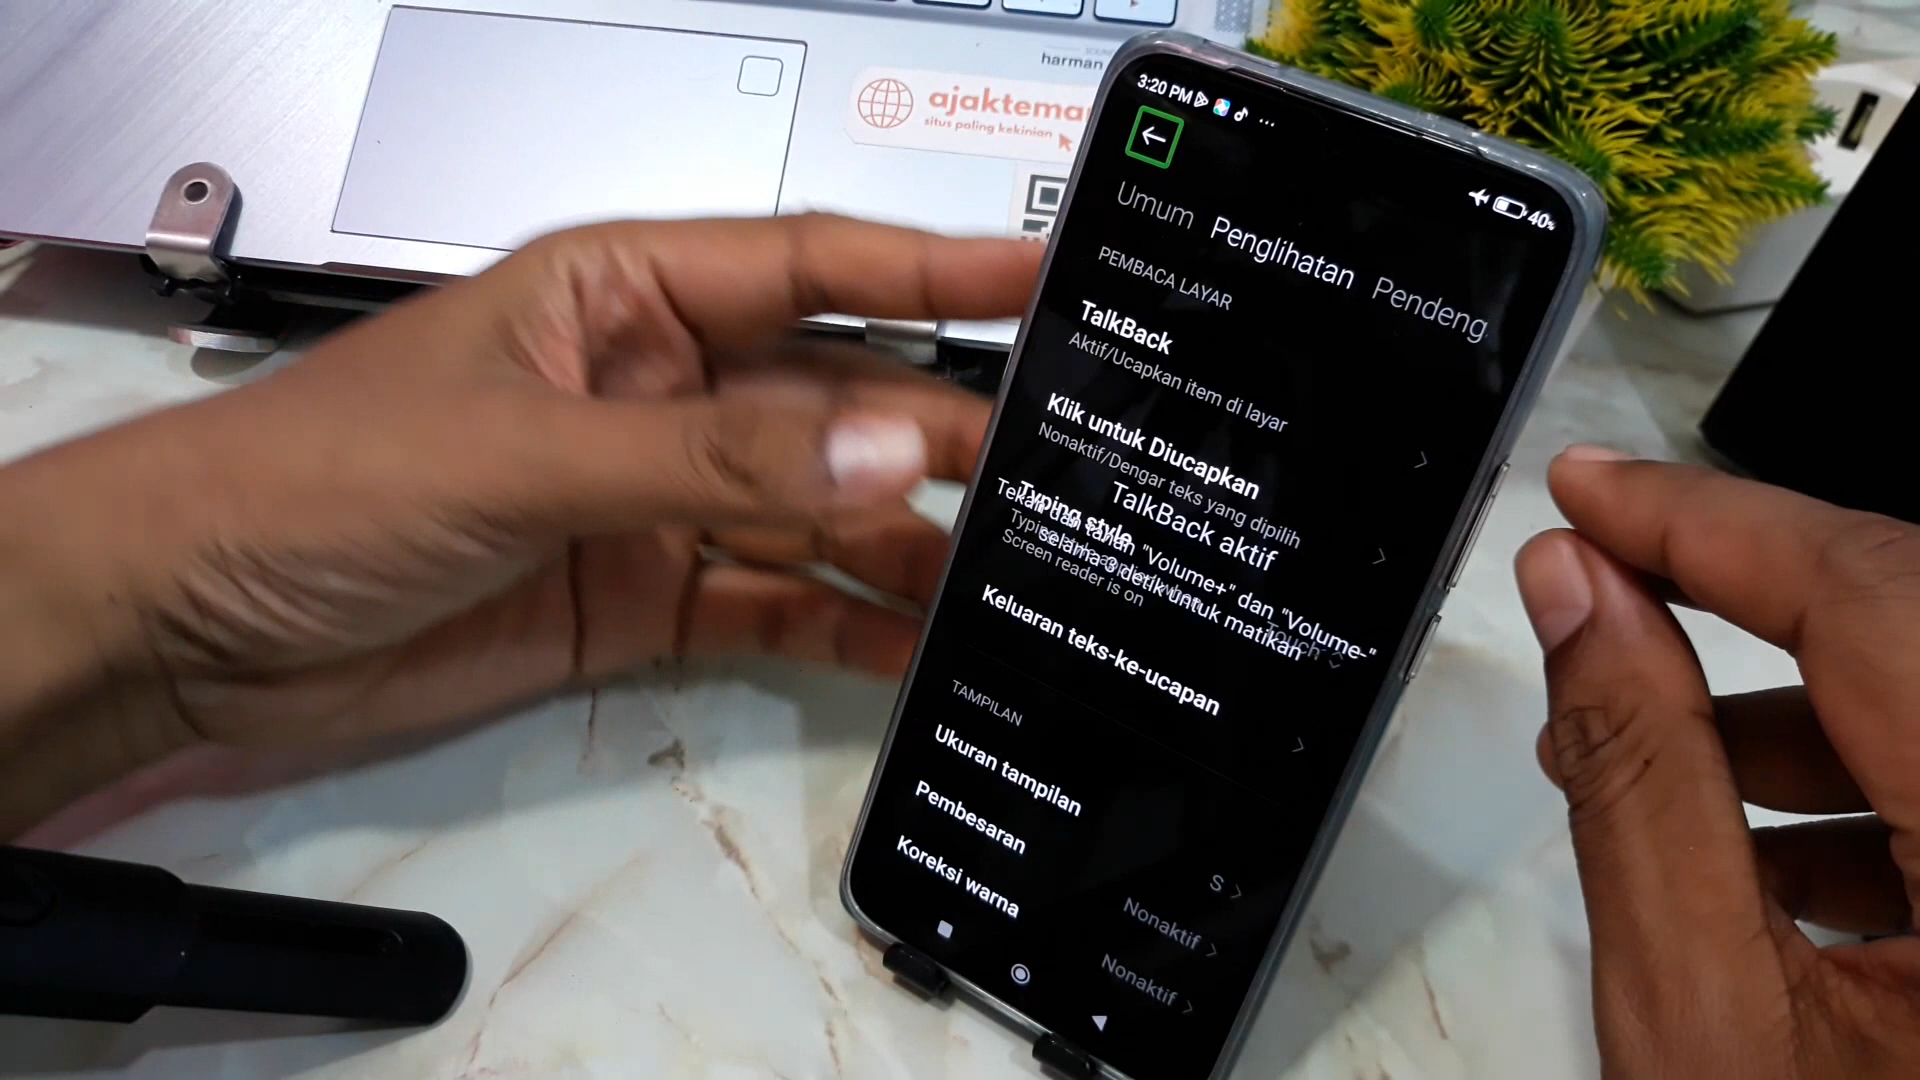 harman
ajaktema
situs paling kekinian
3:20 PM
40%
Umum Penglihatan Pendeng
PEMBACA LAYAR
TalkBack
Aktif/Ucapkan item di layar
Klik untuk Diucapkan
Nonaktif/Dengar teks yang dipilih
TalkBack aktif
Tekan dan tahan "Volume+" dan "Volume-"
selama 3 detik untuk matikan
Typing style
Screen reader is on
Touch
Keluaran teks-ke-ucapan
TAMPILAN
Ukuran tampilan
S
Pembesaran
Nonaktif
Koreksi warna
Nonaktif